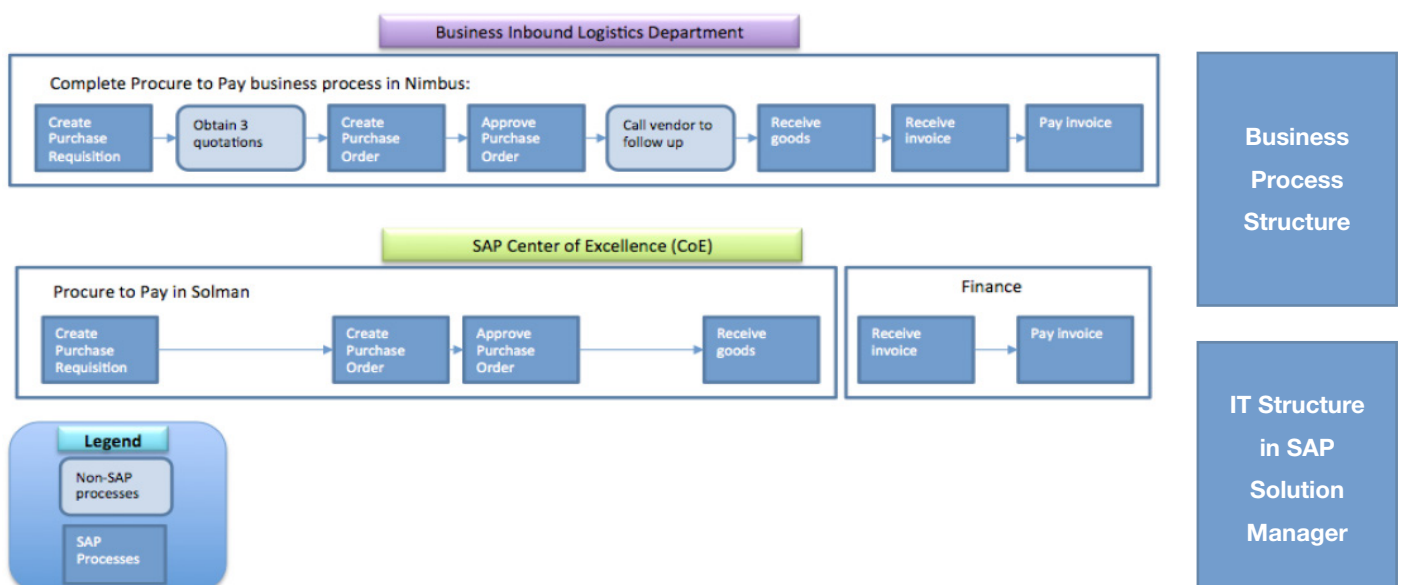 Business Inbound Logistics Department
Complete Procure to Pay business process in Nimbus:
Create
Purchase
Requisition
Obtain 3
quotations
Create
Purchase
Order
Approve
Purchase
Order
Call vendor to
follow up
Receive
goods
Receive
invoice
Pay invoice
Business
Process
Structure
SAP Center of Excellence (CoE)
Procure to Pay in Solman
Create
Purchase
Requisition
Create
Purchase
Order
Approve
Purchase
Order
Receive
goods
Finance
Receive
invoice
Pay invoice
IT Structure
in SAP
Solution
Manager
Legend
Non-SAP
processes
SAP
Processes